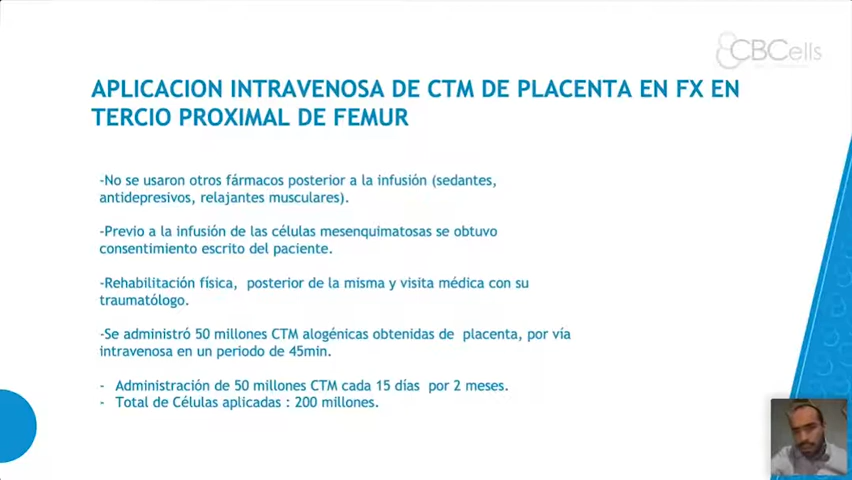 CBCells
APLICACION INTRAVENOSA DE CTM DE PLACENTA EN FX EN
TERCIO PROXIMAL DE FEMUR
-No se usaron otros fármacos posterior a la infusión (sedantes,
antidepresivos, relajantes musculares).
-Previo a la infusión de las células mesenquimatosas se obtuvo
consentimiento escrito del paciente.
-Rehabilitación física, posterior de la misma y visita médica con su
traumatólogo.
-Se administró 50 millones CTM alogénicas obtenidas de placenta, por vía
intravenosa en un periodo de 45min.
- Administración de 50 millones CTM cada 15 días por 2 meses.
- Total de Células aplicadas : 200 millones.